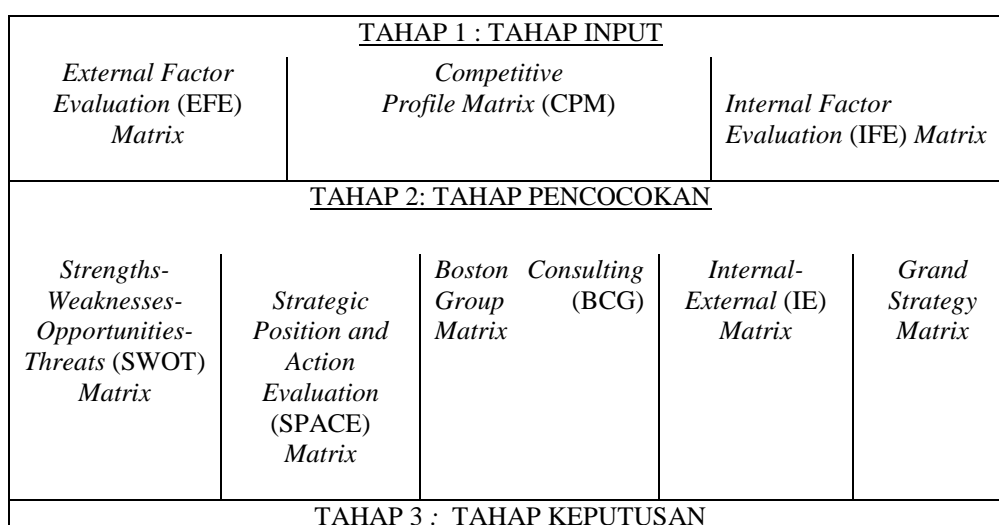 TAHAP 1 : TAHAP INPUT
External Factor
Evaluation (EFE)
Matrix
Competitive
Profile Matrix (CPM)
Internal Factor
Evaluation (IFE) Matrix
TAHAP 2: TAHAP PENCOCOKAN
Strengths-
Weaknesses-
Opportunities-
Threats (SWOT)
Matrix
Strategic
Position and
Action
Evaluation
(SPACE)
Matrix
Boston Consulting
Group (BCG)
Matrix
Internal-
External (IE)
Matrix
Grand
Strategy
Matrix
TAHAP 3 : TAHAP KEPUTUSAN